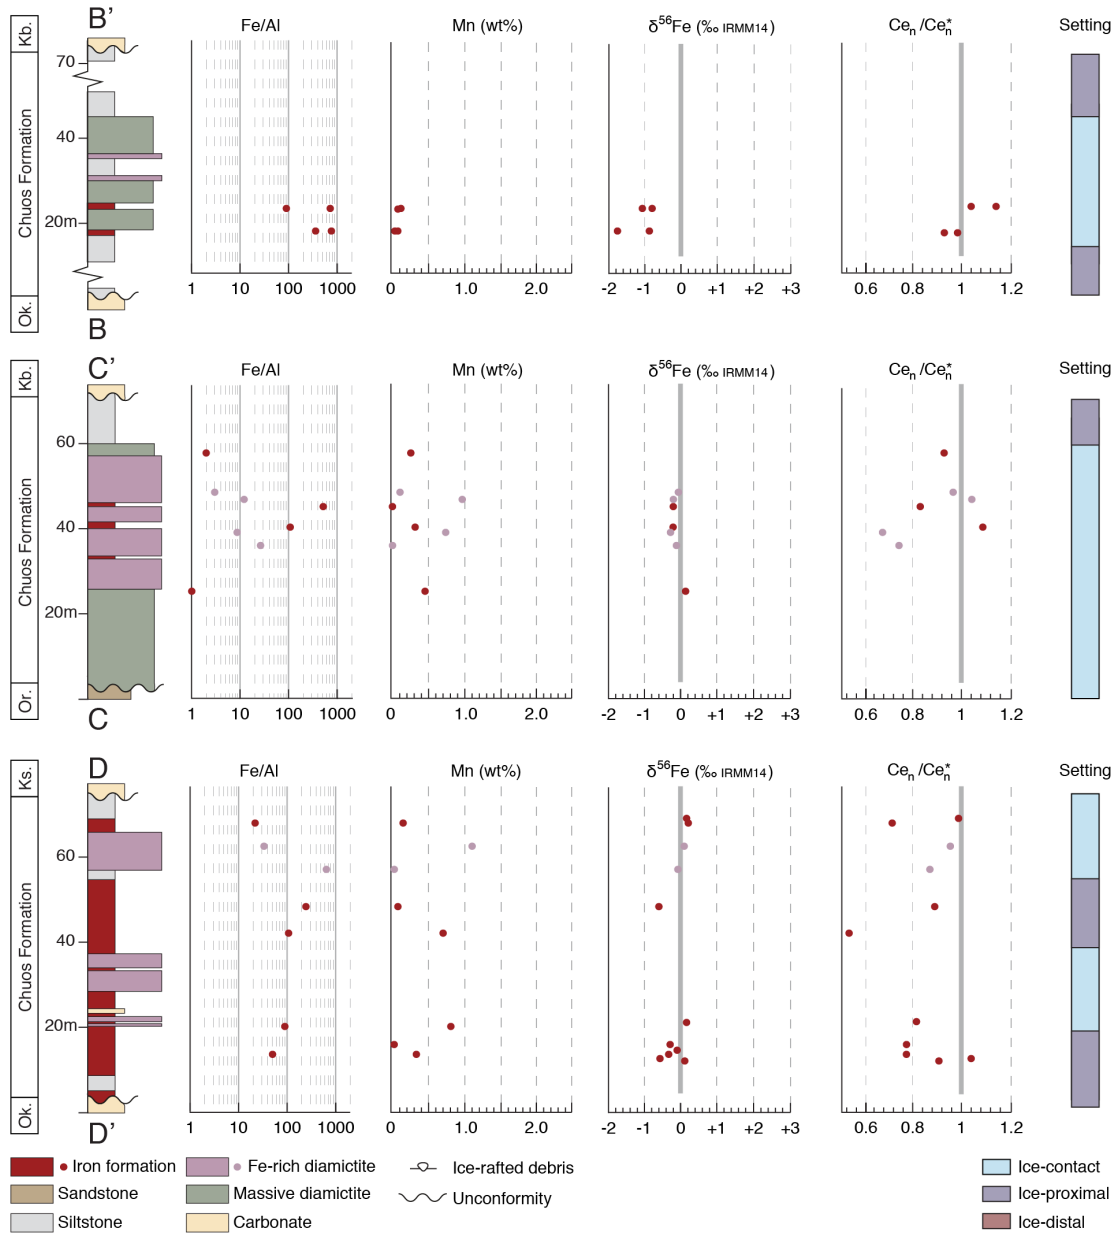 B’ Fe/Al Mn (wt%) δ56Fe (‰ IRMM14) Cen /Cen* Setting
Kb.
Chuos Formation
Ok.
70
40
20m
1 10 100 1000 0 1.0 2.0 -2 -1 0 +1 +2 +3 0.6 0.8 1 1.2
B
C’ Fe/Al Mn (wt%) δ56Fe (‰ IRMM14) Cen /Cen* Setting
Kb.
Chuos Formation
Or.
60
40
20m
1 10 100 1000 0 1.0 2.0 -2 -1 0 +1 +2 +3 0.6 0.8 1 1.2
C
D Fe/Al Mn (wt%) δ56Fe (‰ IRMM14) Cen /Cen* Setting
Ks.
Chuos Formation
Ok.
60
40
20m
1 10 100 1000 0 1.0 2.0 -2 -1 0 +1 +2 +3 0.6 0.8 1 1.2
D’
Iron formation Fe-rich diamictite Ice-rafted debris Ice-contact
Sandstone Massive diamictite Unconformity Ice-proximal
Siltstone Carbonate Ice-distal